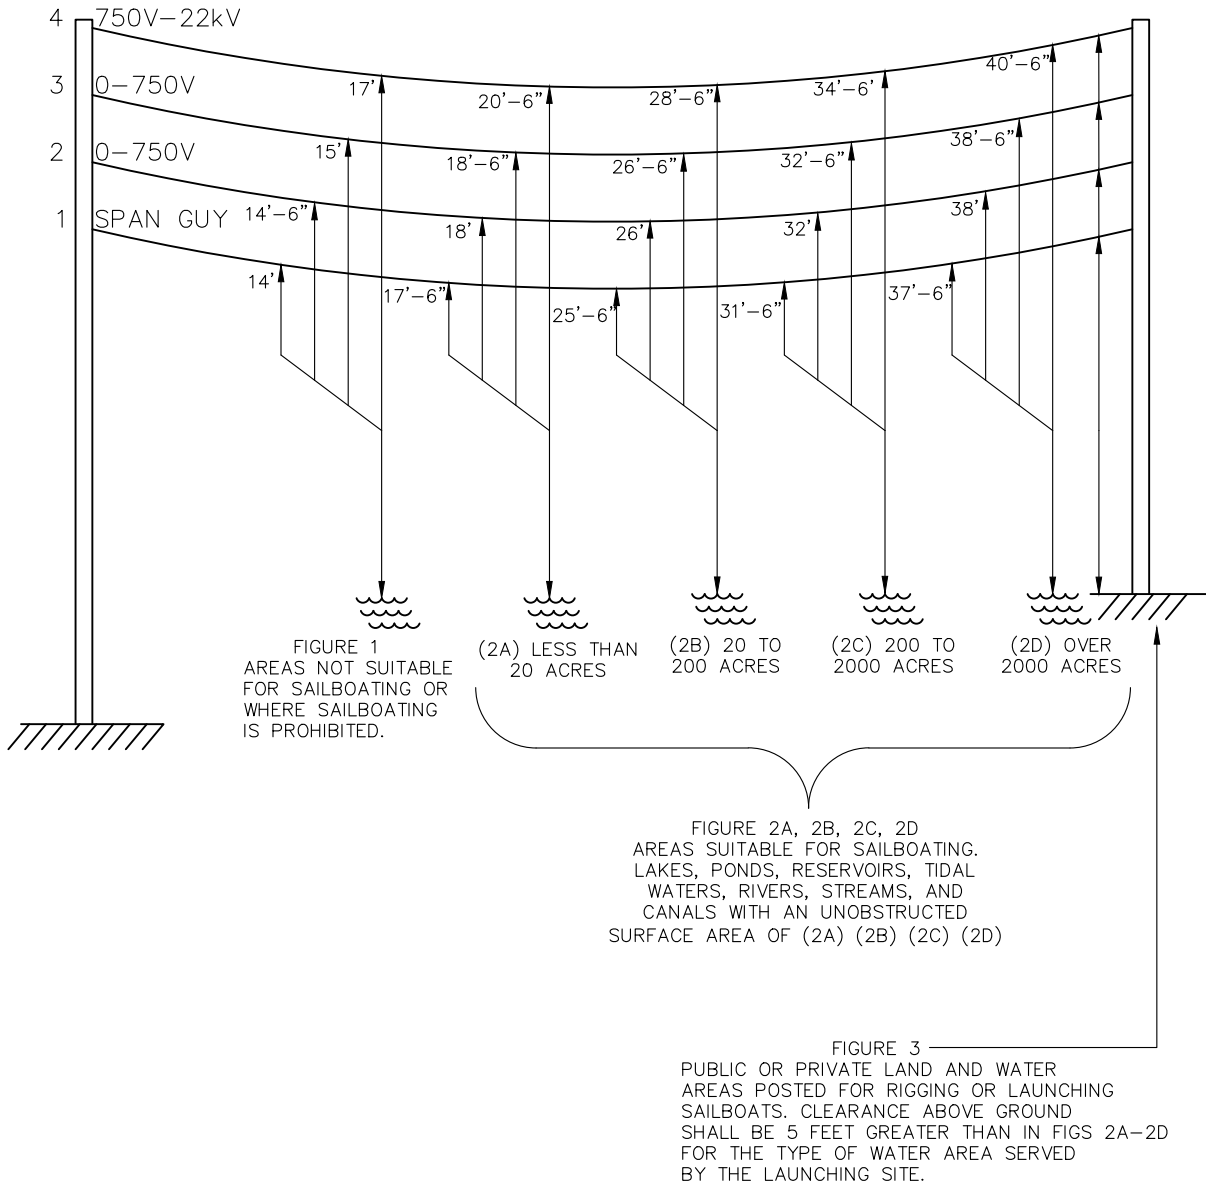 4 750V-22kV
3 0-750V
2 0-750V
1 SPAN GUY
17'
20'-6"
28'-6"
34'-6'
40'-6"
15'
18'-6"
26'-6"
32'-6"
38'-6"
14'-6"
18'
26'
32'
38'
14'
17'-6"
25'-6"
31'-6"
37'-6"
FIGURE 1
AREAS NOT SUITABLE
FOR SAILBOATING OR
WHERE SAILBOATING
IS PROHIBITED.
(2A) LESS THAN
20 ACRES
(2B) 20 TO
200 ACRES
(2C) 200 TO
2000 ACRES
(2D) OVER
2000 ACRES
FIGURE 2A, 2B, 2C, 2D
AREAS SUITABLE FOR SAILBOATING.
LAKES, PONDS, RESERVOIRS, TIDAL
WATERS, RIVERS, STREAMS, AND
CANALS WITH AN UNOBSTRUCTED
SURFACE AREA OF (2A) (2B) (2C) (2D)
FIGURE 3
PUBLIC OR PRIVATE LAND AND WATER
AREAS POSTED FOR RIGGING OR LAUNCHING
SAILBOATS. CLEARANCE ABOVE GROUND
SHALL BE 5 FEET GREATER THAN IN FIGS 2A-2D
FOR THE TYPE OF WATER AREA SERVED
BY THE LAUNCHING SITE.